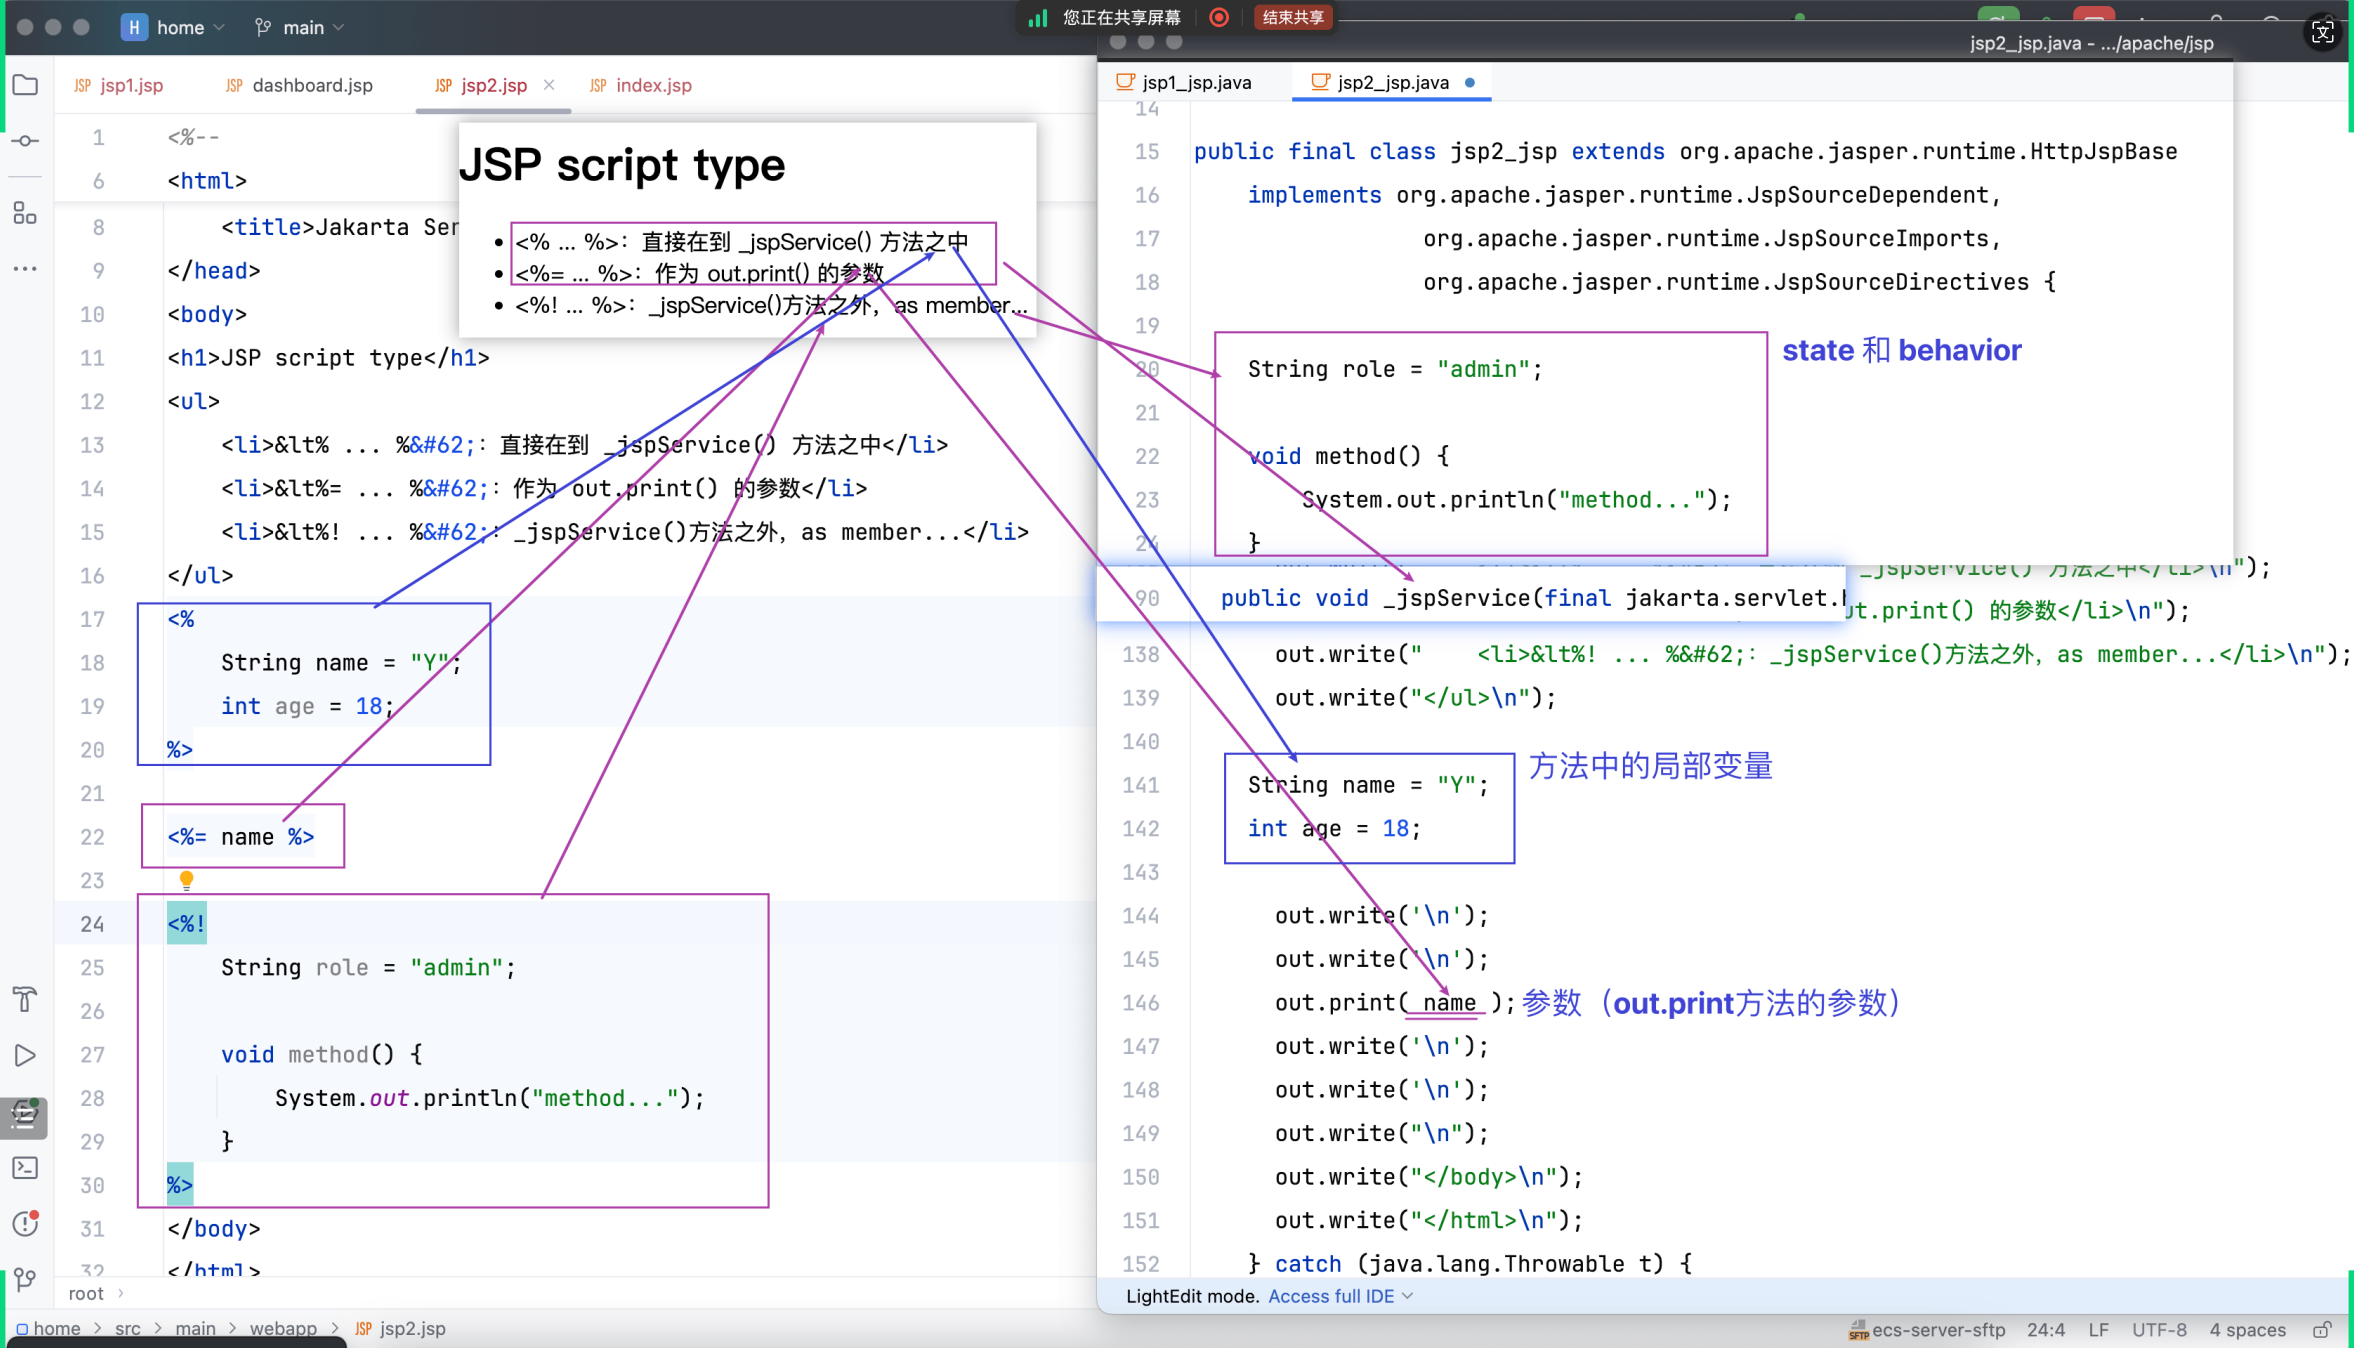 您正在共享屏幕
结束共享
H home
main
jsp2_jsp.java – .../apache/jsp
JSP jsp1.jsp
JSP dashboard.jsp
JSP jsp2.jsp
JSP index.jsp
jsp1_jsp.java
jsp2_jsp.java
1 <%--
6 <html>
8 <title>Jakarta Ser
9 </head>
10 <body>
11 <h1>JSP script type</h1>
12 <ul>
13 <li>&lt% ... %&#62;: 直接在到 _jspService() 方法之中</li>
14 <li>&lt%= ... %&#62;: 作为 out.print() 的参数</li>
15 <li>&lt%! ... %&#62;: _jspService()方法之外, as member...</li>
16 </ul>
17 <%
18 String name = "Y";
19 int age = 18;
20 %>
21
22 <%= name %>
23
24 <%!
25 String role = "admin";
26
27 void method() {
28 System.out.println("method...");
29 }
30 %>
31 </body>
32 </html>
JSP script type
• <% ... %>: 直接在到 _jspService() 方法之中
• <%= ... %>: 作为 out.print() 的参数
• <%! ... %>: _jspService()方法之外, as member...
14
15 public final class jsp2_jsp extends org.apache.jasper.runtime.HttpJspBase
16 implements org.apache.jasper.runtime.JspSourceDependent,
17 org.apache.jasper.runtime.JspSourceImports,
18 org.apache.jasper.runtime.JspSourceDirectives {
19
20 String role = "admin";
21
22 void method() {
23 System.out.println("method...");
24 }
state 和 behavior
_jspService() 方法之中</li>\n");
90 public void _jspService(final jakarta.servlet.
ut.print() 的参数</li>\n");
138 out.write(" <li>&lt%! ... %&#62;: _jspService()方法之外, as member...</li>\n");
139 out.write("</ul>\n");
140
141 String name = "Y";
142 int age = 18;
方法中的局部变量
143
144 out.write('\n');
145 out.write('\n');
146 out.print( name );
参数（out.print方法的参数）
147 out.write('\n');
148 out.write('\n');
149 out.write("\n");
150 out.write("</body>\n");
151 out.write("</html>\n");
152 } catch (java.lang.Throwable t) {
root
LightEdit mode. Access full IDE
home > src > main > webapp > JSP jsp2.jsp
SFTP ecs-server-sftp 24:4 LF UTF-8 4 spaces